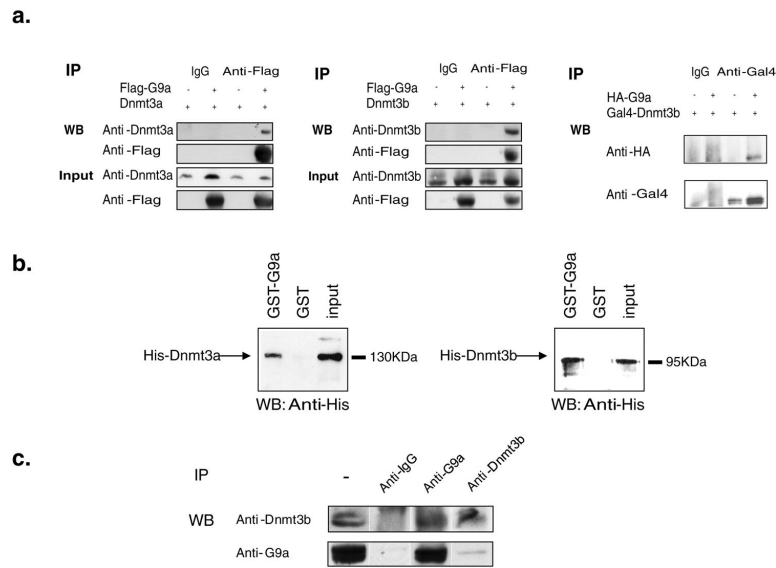 a.
IP
IgG Anti-Flag
Flag-G9a - + - +
Dnmt3a + + + +
WB Anti-Dnmt3a
Anti-Flag
Input Anti-Dnmt3a
Anti-Flag
IP
IgG Anti-Flag
Flag-G9a - + - +
Dnmt3b + + + +
WB Anti-Dnmt3b
Anti-Flag
Input Anti-Dnmt3b
Anti-Flag
IP
IgG Anti-Gal4
HA-G9a - + - +
Gal4-Dnmt3b + + + +
WB
Anti-HA
Anti-Gal4
b.
GST-G9a
GST
input
His-Dnmt3a
130KDa
WB: Anti-His
GST-G9a
GST
input
His-Dnmt3b
95KDa
WB: Anti-His
c.
IP - Anti-IgG Anti-G9a Anti-Dnmt3b
WB Anti-Dnmt3b
Anti-G9a